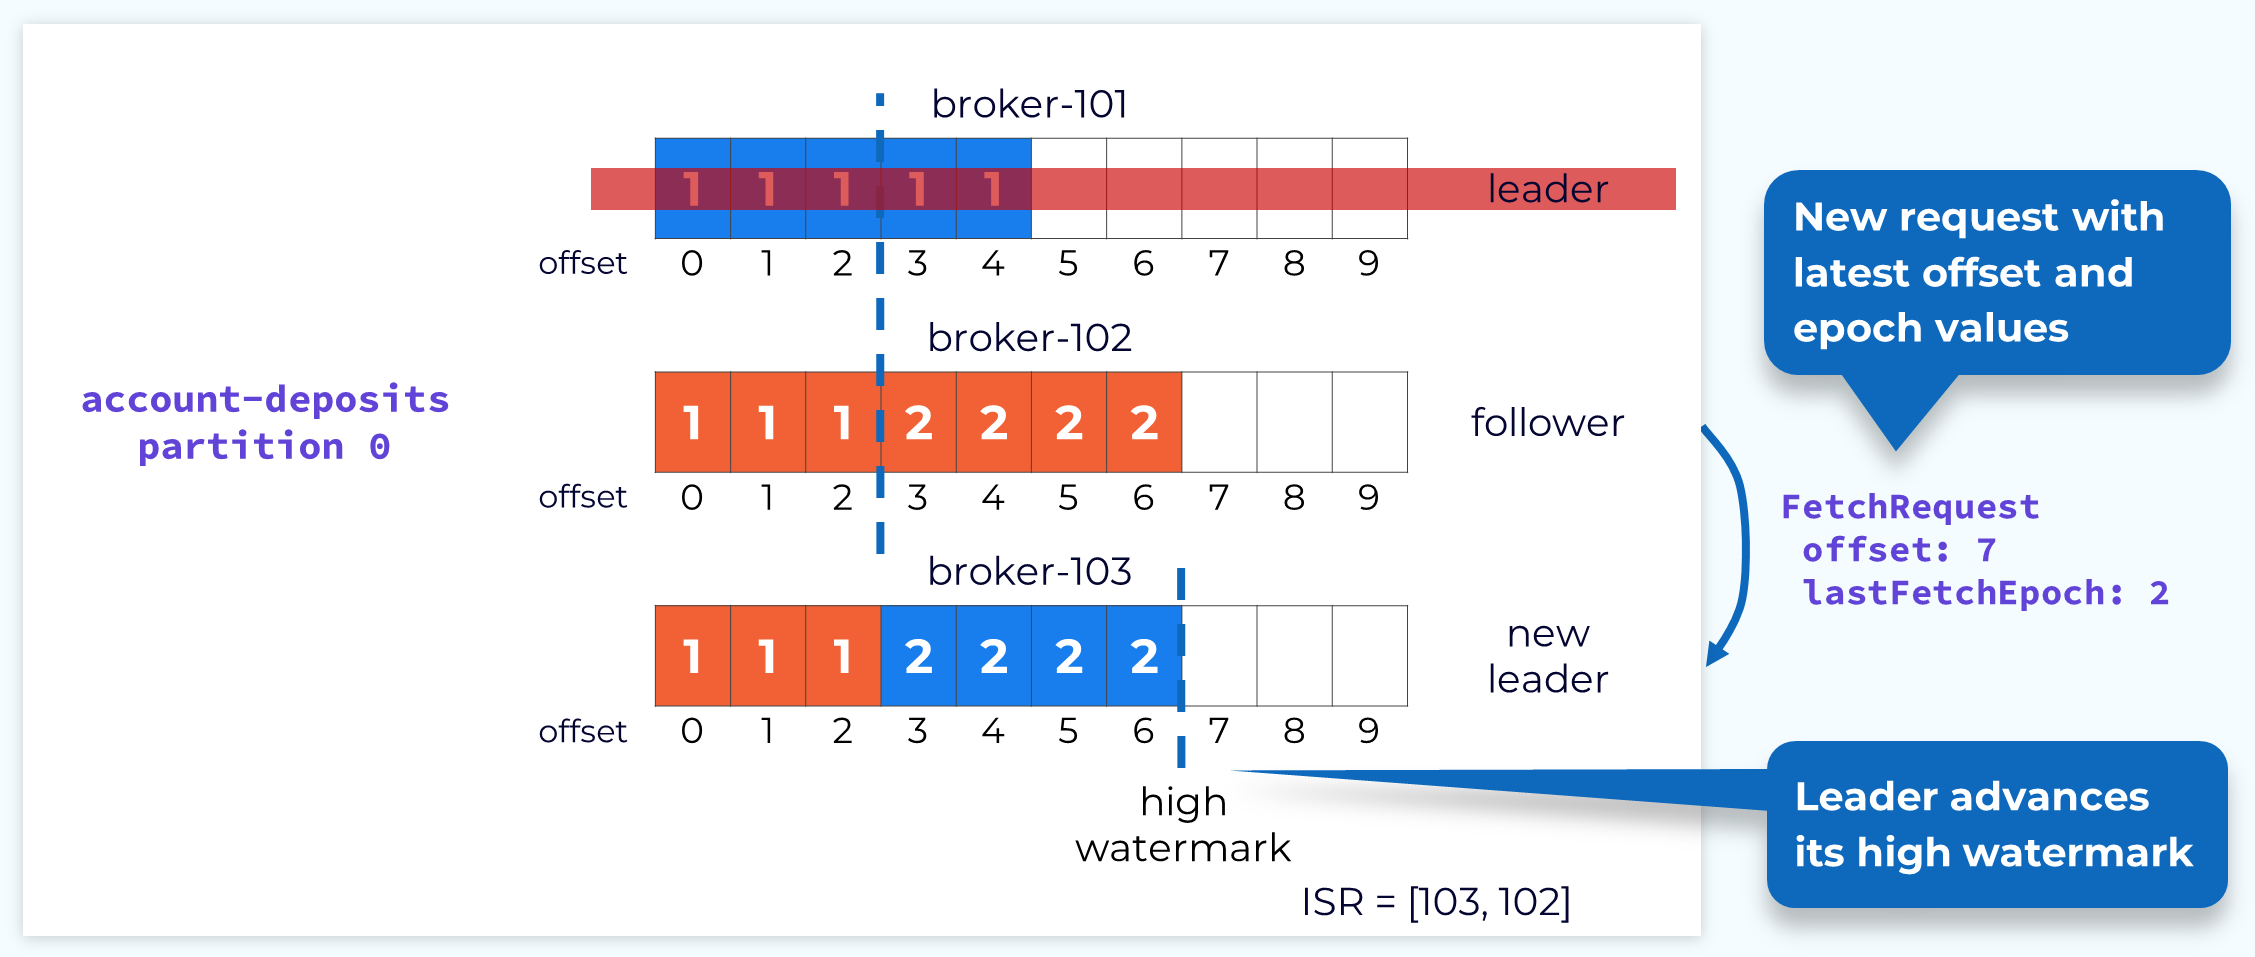 broker-101
1 1 1 1 1
leader
offset 0 1 2 3 4 5 6 7 8 9
broker-102
account-deposits
partition 0
1 1 1 2 2 2 2
follower
offset 0 1 2 3 4 5 6 7 8 9
broker-103
1 1 1 2 2 2 2
new
leader
offset 0 1 2 3 4 5 6 7 8 9
high
watermark
ISR = [103, 102]
New request with
latest offset and
epoch values
FetchRequest
offset: 7
lastFetchEpoch: 2
Leader advances
its high watermark